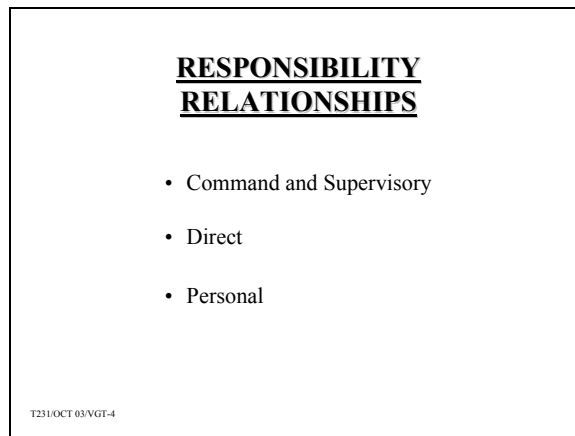 RESPONSIBILITY
RELATIONSHIPS
• Command and Supervisory
• Direct
• Personal
T231/OCT 03/VGT-4